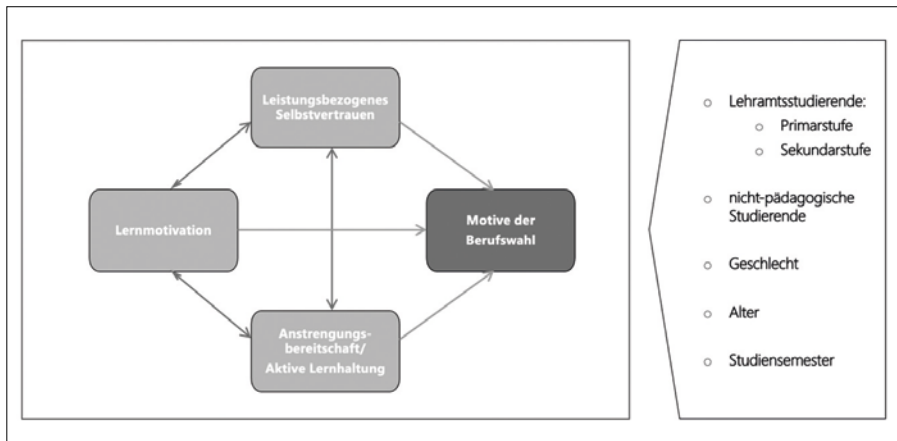 Leistungsbezogenes
Selbstvertrauen
Lernmotivation
Motive der
Berufswahl
Anstrengungs-
bereitschaft/
Aktive Lernhaltung
Lehramtsstudierende:
Primarstufe
Sekundarstufe
nicht-pädagogische
Studierende
Geschlecht
Alter
Studiensemester